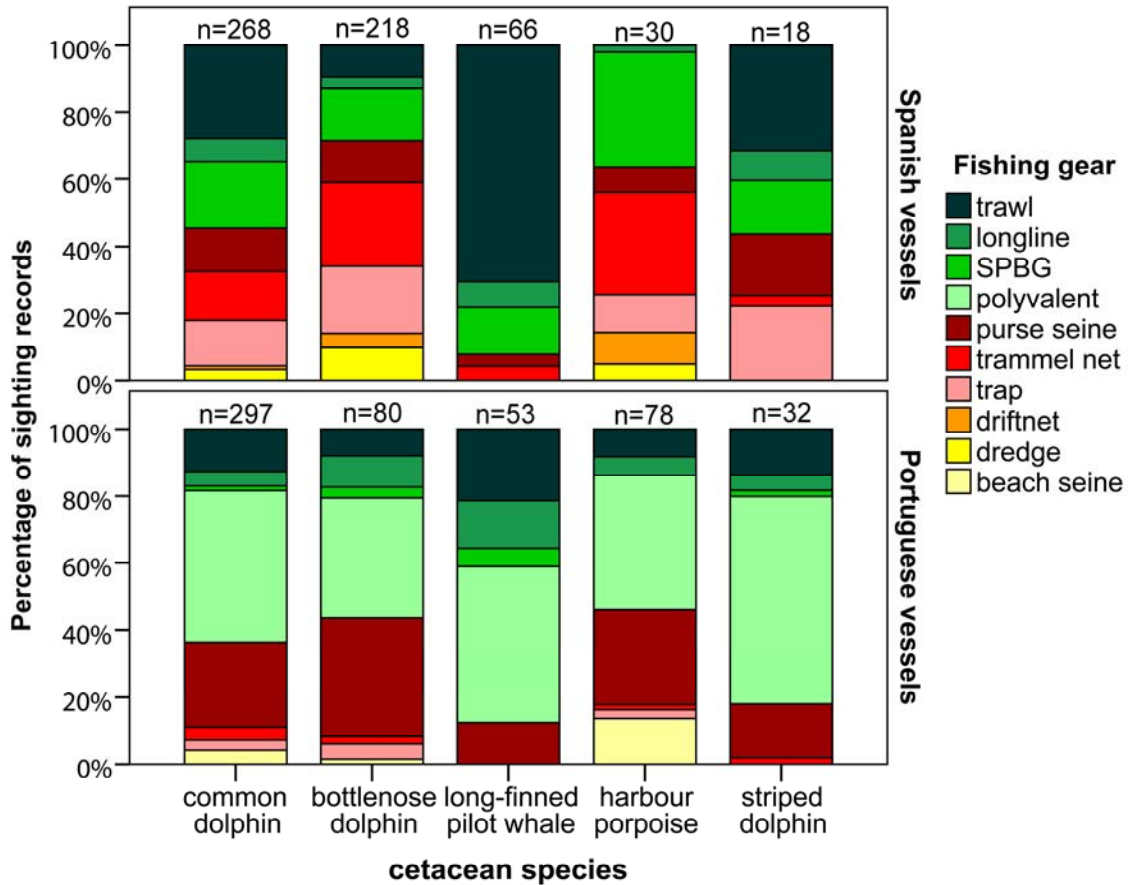 n=268 n=218 n=66 n=30 n=18
100%
80%
60%
40%
20%
0%
Spanish vessels
n=297 n=80 n=53 n=78 n=32
100%
80%
60%
40%
20%
0%
Portuguese vessels
Percentage of sighting records
common dolphin
bottlenose dolphin
long-finned pilot whale
harbour porpoise
striped dolphin
cetacean species
Fishing gear
trawl
longline
SPBG
polyvalent
purse seine
trammel net
trap
driftnet
dredge
beach seine